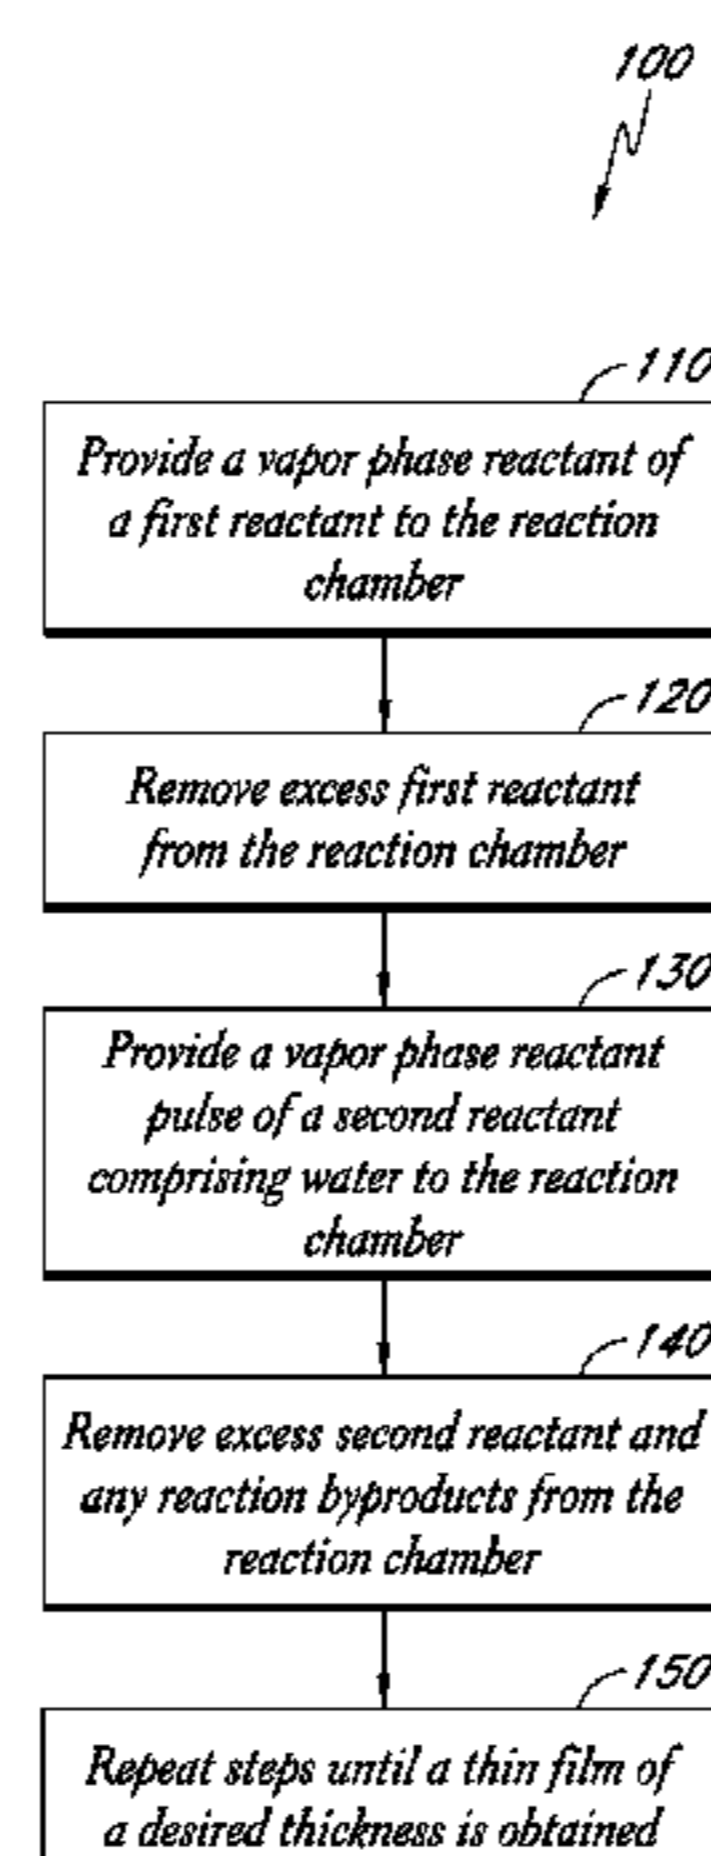 100
110
Provide a vapor phase reactant of
a first reactant to the reaction
chamber
120
Remove excess first reactant
from the reaction chamber
130
Provide a vapor phase reactant
pulse of a second reactant
comprising water to the reaction
chamber
140
Remove excess second reactant and
any reaction byproducts from the
reaction chamber
150
Repeat steps until a thin film of
a desired thickness is obtained